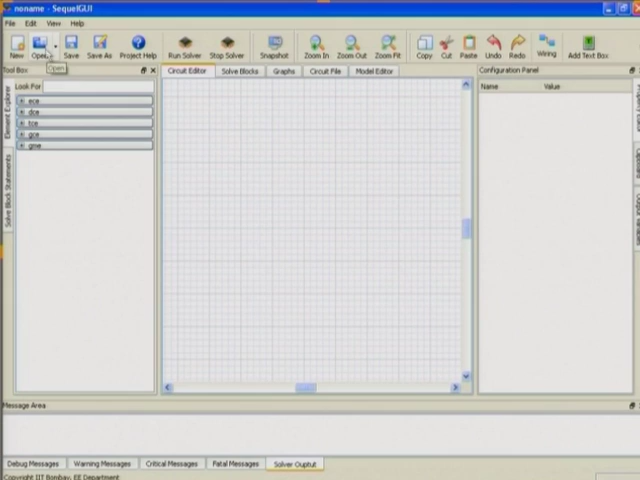 noname - SequelGUI
File Edit View Help
New Open Save Save As Project Help Run Solver Stop Solver Snapshot Zoom In Zoom Out Zoom Fit Copy Cut Paste Undo Redo Wiring Add Text Box
Open
Tool Box
Circuit Editor Solve Blocks Graphs Circuit File Model Editor
Configuration Panel
Look For
Name Value
Element Explorer
ece
dce
tce
gce
gme
Solve Block Statements
Output Variables
Message Area
Debug Messages Warning Messages Critical Messages Fatal Messages Solver Ouptut
Copyright IIT Bombay, EE Department